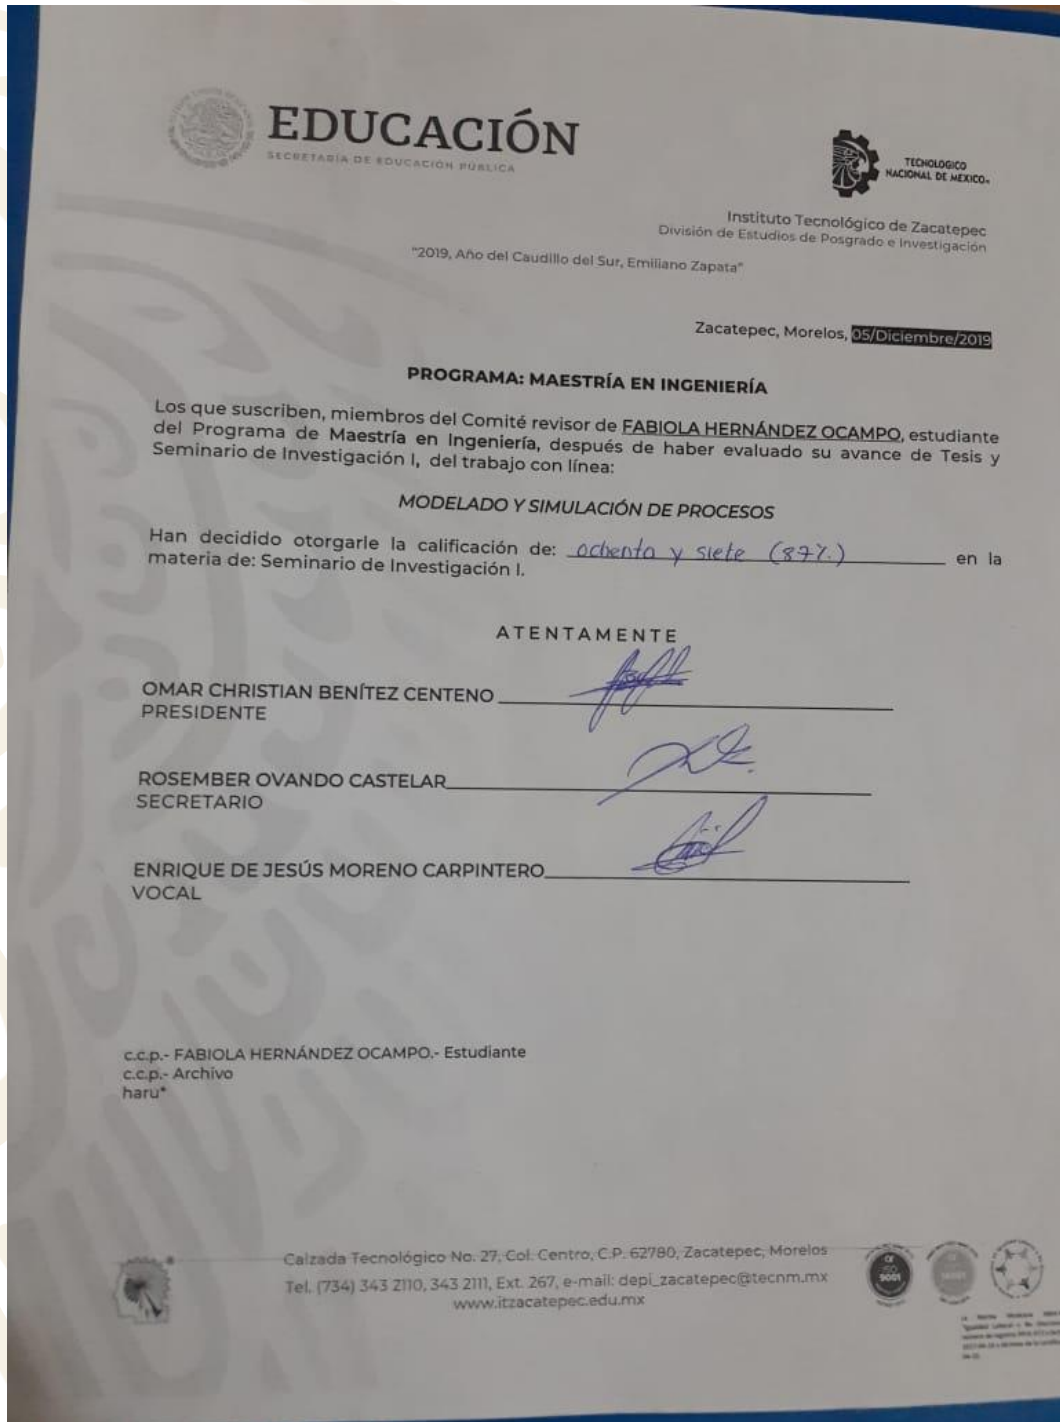 EDUCACIÓN
SECRETARÍA DE EDUCACIÓN PÚBLICA
TECNOLÓGICO
NACIONAL DE MÉXICO
Instituto Tecnológico de Zacatepec
División de Estudios de Posgrado e Investigación
"2019, Año del Caudillo del Sur, Emiliano Zapata"
Zacatepec, Morelos, 05/Diciembre/2019
PROGRAMA: MAESTRÍA EN INGENIERÍA
Los que suscriben, miembros del Comité revisor de FABIOLA HERNÁNDEZ OCAMPO, estudiante
del Programa de Maestría en Ingeniería, después de haber evaluado su avance de Tesis y
Seminario de Investigación I, del trabajo con línea:
MODELADO Y SIMULACIÓN DE PROCESOS
Han decidido otorgarle la calificación de: ochenta y siete (87%) en la
materia de: Seminario de Investigación I.
ATENTAMENTE
OMAR CHRISTIAN BENÍTEZ CENTENO
PRESIDENTE
ROSEMBER OVANDO CASTELAR
SECRETARIO
ENRIQUE DE JESÚS MORENO CARPINTERO
VOCAL
c.c.p.- FABIOLA HERNÁNDEZ OCAMPO.- Estudiante
c.c.p.- Archivo
haru*
Calzada Tecnológico No. 27, Col. Centro, C.P. 62780, Zacatepec, Morelos
Tel. (734) 343 2110, 343 2111, Ext. 267, e-mail: depi_zacatepec@tecnm.mx
www.itzacatepec.edu.mx